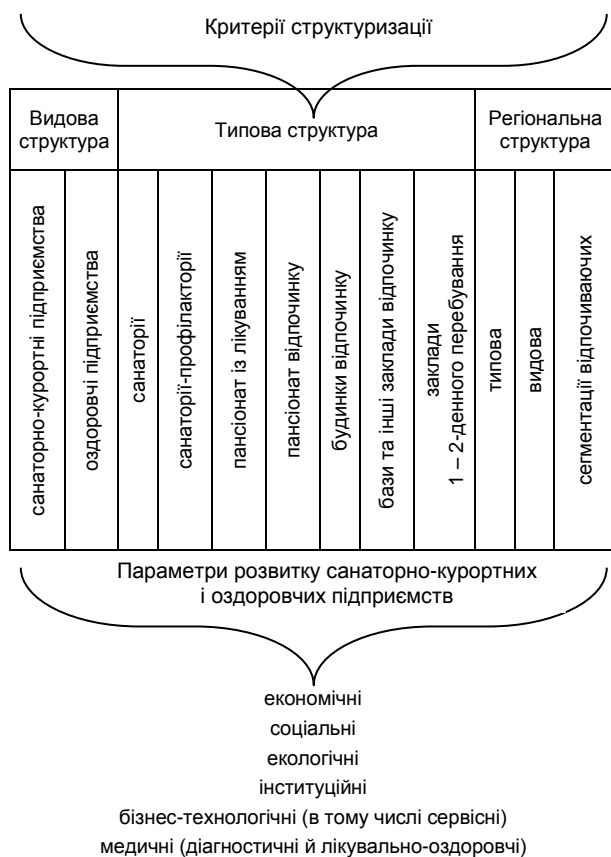 Критерії структуризації
Видова
структура
Типова структура
Регіональна
структура
санаторно-курортні підприємства
оздоровчі підприємства
санаторії
санаторії-профілакторії
пансіонат із лікуванням
пансіонат відпочинку
будинки відпочинку
бази та інші заклади відпочинку
заклади
1 – 2-денного перебування
типова
видова
сегментації відпочиваючих
Параметри розвитку санаторно-курортних
і оздоровчих підприємств
економічні
соціальні
екологічні
інституційні
бізнес-технологічні (в тому числі сервісні)
медичні (діагностичні й лікувально-оздоровчі)